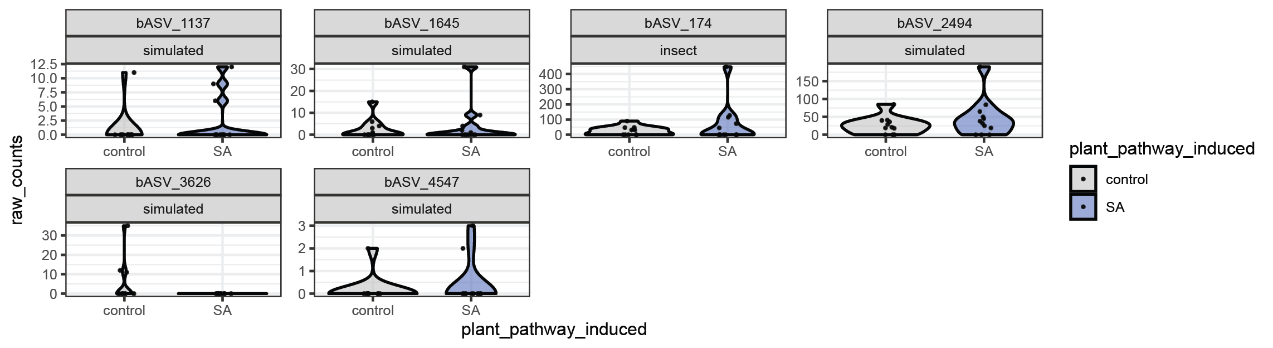 raw_counts
bASV_1137
simulated
12.5
10.0
7.5
5.0
2.5
0.0
control SA
bASV_1645
simulated
30
20
10
0
control SA
bASV_174
insect
400
300
200
100
0
control SA
bASV_2494
simulated
150
100
50
0
control SA
bASV_3626
simulated
30
20
10
0
control SA
bASV_4547
simulated
3
2
1
0
control SA
plant_pathway_induced
plant_pathway_induced
control
SA